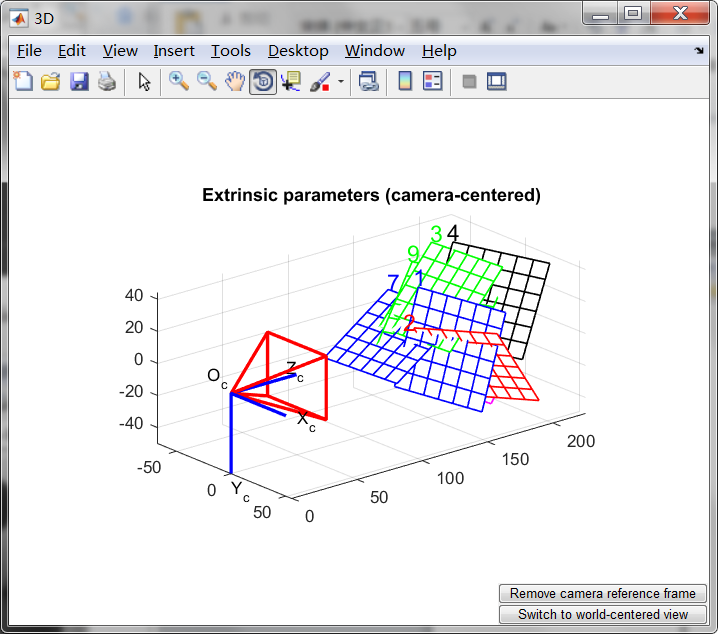 3D
File Edit View Insert Tools Desktop Window Help
Extrinsic parameters (camera-centered)
3 4
9
7 1
2
40
20
0
-20
-40
O c
Z c
X c
Y c
-50
0
50
0
50
100
150
200
Remove camera reference frame
Switch to world-centered view